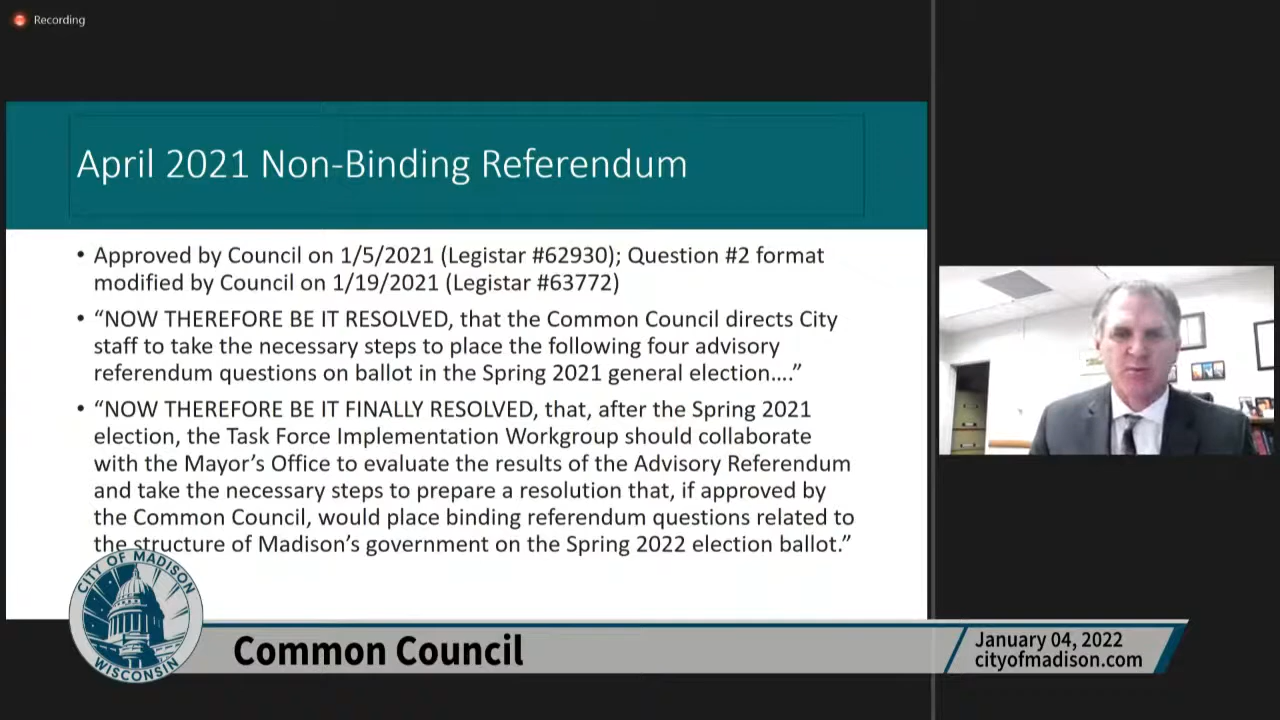 Recording
April 2021 Non-Binding Referendum
• Approved by Council on 1/5/2021 (Legistar #62930); Question #2 format
modified by Council on 1/19/2021 (Legistar #63772)
• “NOW THEREFORE BE IT RESOLVED, that the Common Council directs City
staff to take the necessary steps to place the following four advisory
referendum questions on ballot in the Spring 2021 general election….”
• “NOW THEREFORE BE IT FINALLY RESOLVED, that, after the Spring 2021
election, the Task Force Implementation Workgroup should collaborate
with the Mayor’s Office to evaluate the results of the Advisory Referendum
and take the necessary steps to prepare a resolution that, if approved by
the Common Council, would place binding referendum questions related to
the structure of Madison’s government on the Spring 2022 election ballot.”
CITY OF MADISON
WISCONSIN
Common Council
January 04, 2022
cityofmadison.com